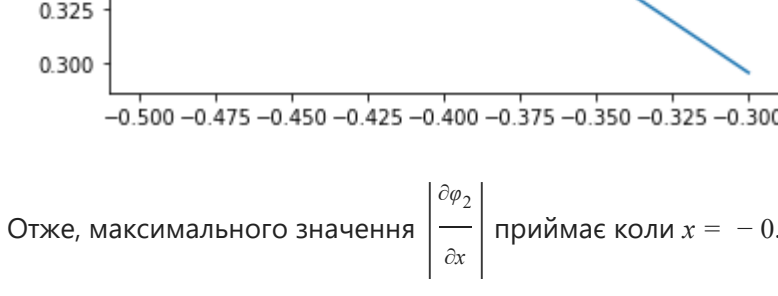 0.325
0.300
−0.500 −0.475 −0.450 −0.425 −0.400 −0.375 −0.350 −0.325 −0.300
Отже, максимального значення |∂φ₂/∂x| приймає коли x = − 0.